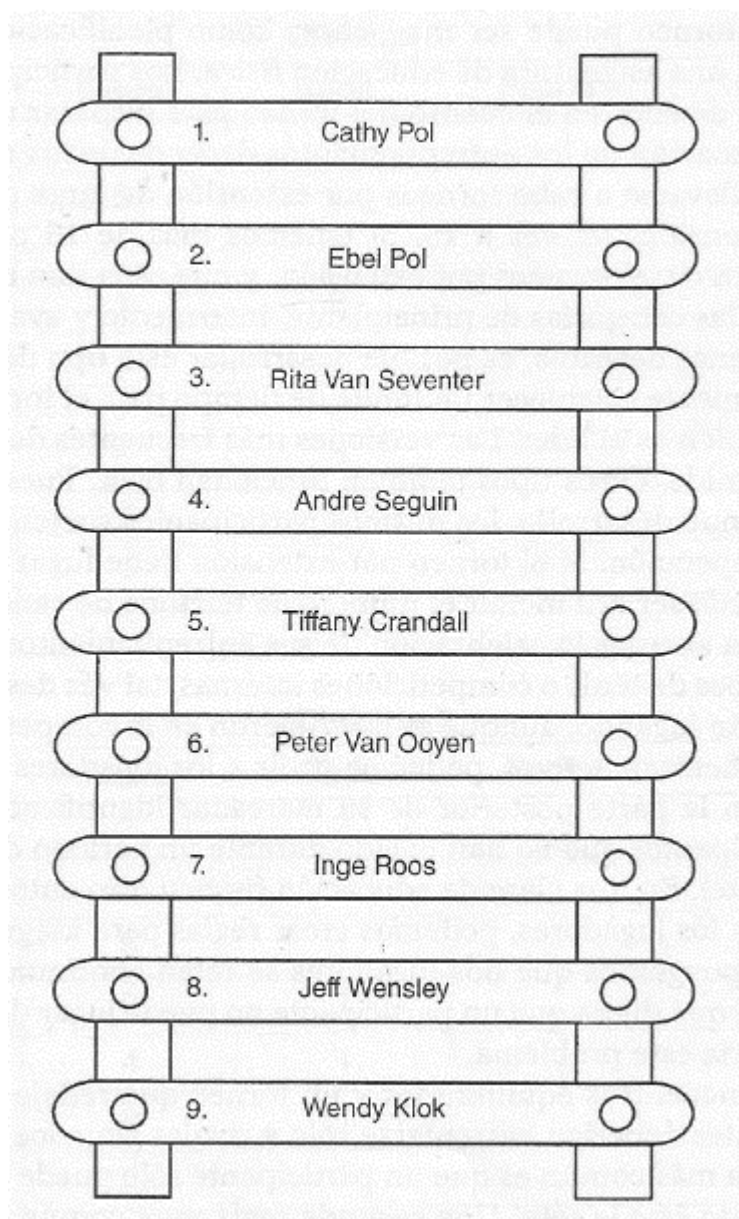 1. Cathy Pol
2. Ebel Pol
3. Rita Van Seventer
4. Andre Seguin
5. Tiffany Crandall
6. Peter Van Ooyen
7. Inge Roos
8. Jeff Wensley
9. Wendy Klok